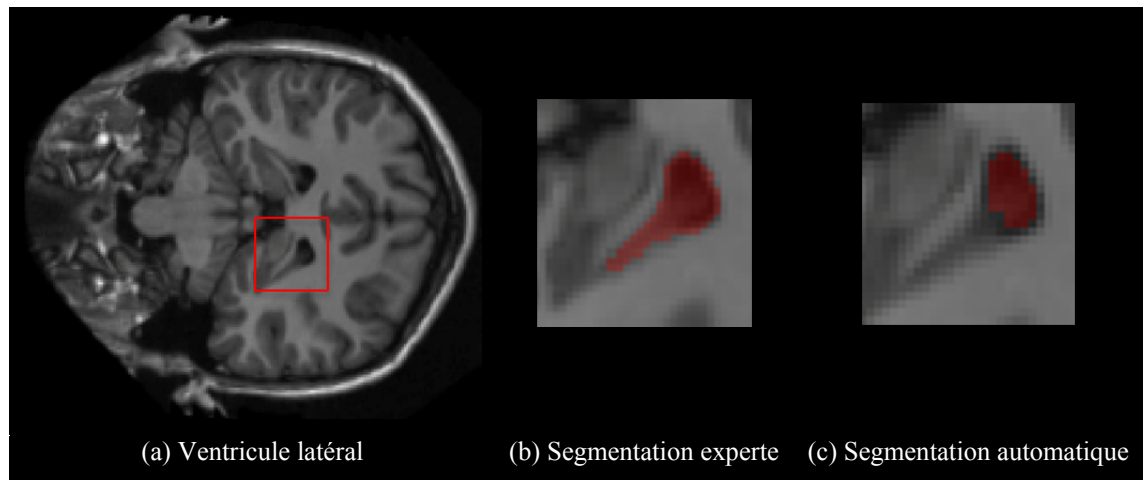 (a) Ventricule latéral
(b) Segmentation experte
(c) Segmentation automatique